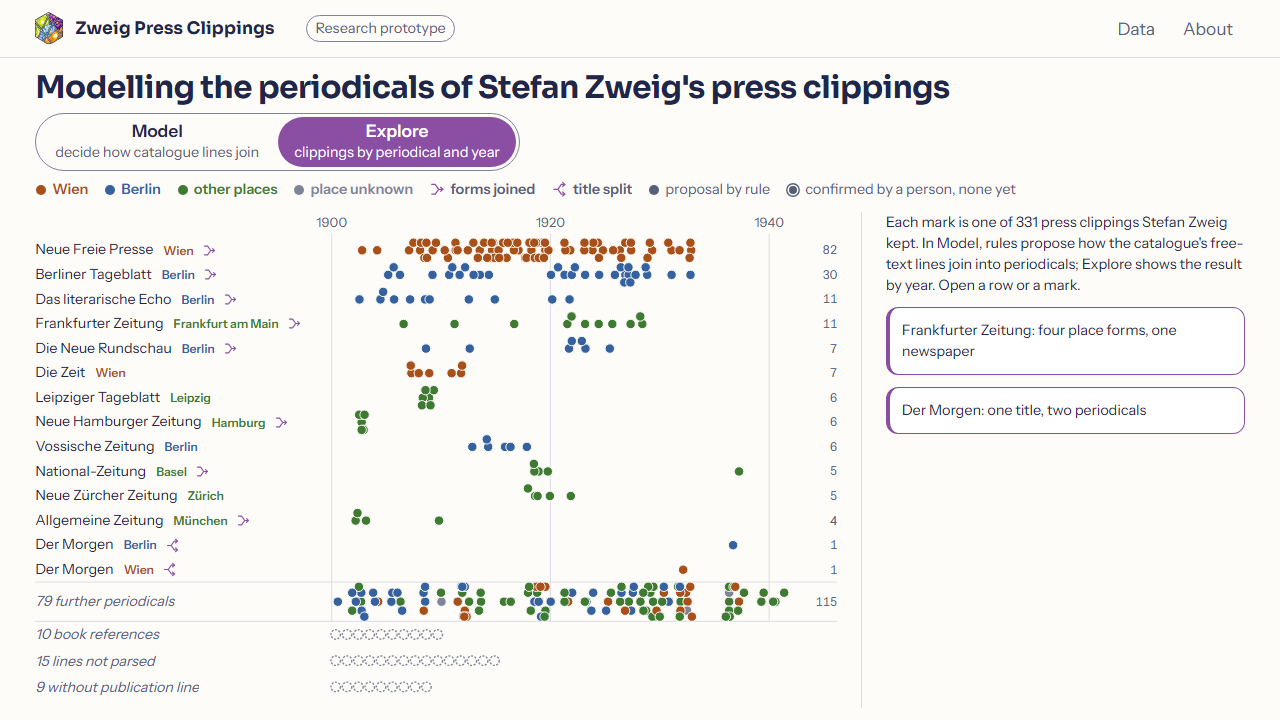 Zweig Press Clippings
Research prototype
Data
About
Modelling the periodicals of Stefan Zweig's press clippings
Model
decide how catalogue lines join
Explore
clippings by periodical and year
Wien
Berlin
other places
place unknown
forms joined
title split
proposal by rule
confirmed by a person, none yet
1900
1920
1940
Neue Freie Presse Wien 82
Berliner Tageblatt Berlin 30
Das literarische Echo Berlin 11
Frankfurter Zeitung Frankfurt am Main 11
Die Neue Rundschau Berlin 7
Die Zeit Wien 7
Leipziger Tageblatt Leipzig 6
Neue Hamburger Zeitung Hamburg 6
Vossische Zeitung Berlin 6
National-Zeitung Basel 5
Neue Zürcher Zeitung Zürich 5
Allgemeine Zeitung München 4
Der Morgen Berlin 1
Der Morgen Wien 1
79 further periodicals 115
10 book references
15 lines not parsed
9 without publication line
Each mark is one of 331 press clippings Stefan Zweig
kept. In Model, rules propose how the catalogue's free-
text lines join into periodicals; Explore shows the result
by year. Open a row or a mark.
Frankfurter Zeitung: four place forms, one
newspaper
Der Morgen: one title, two periodicals